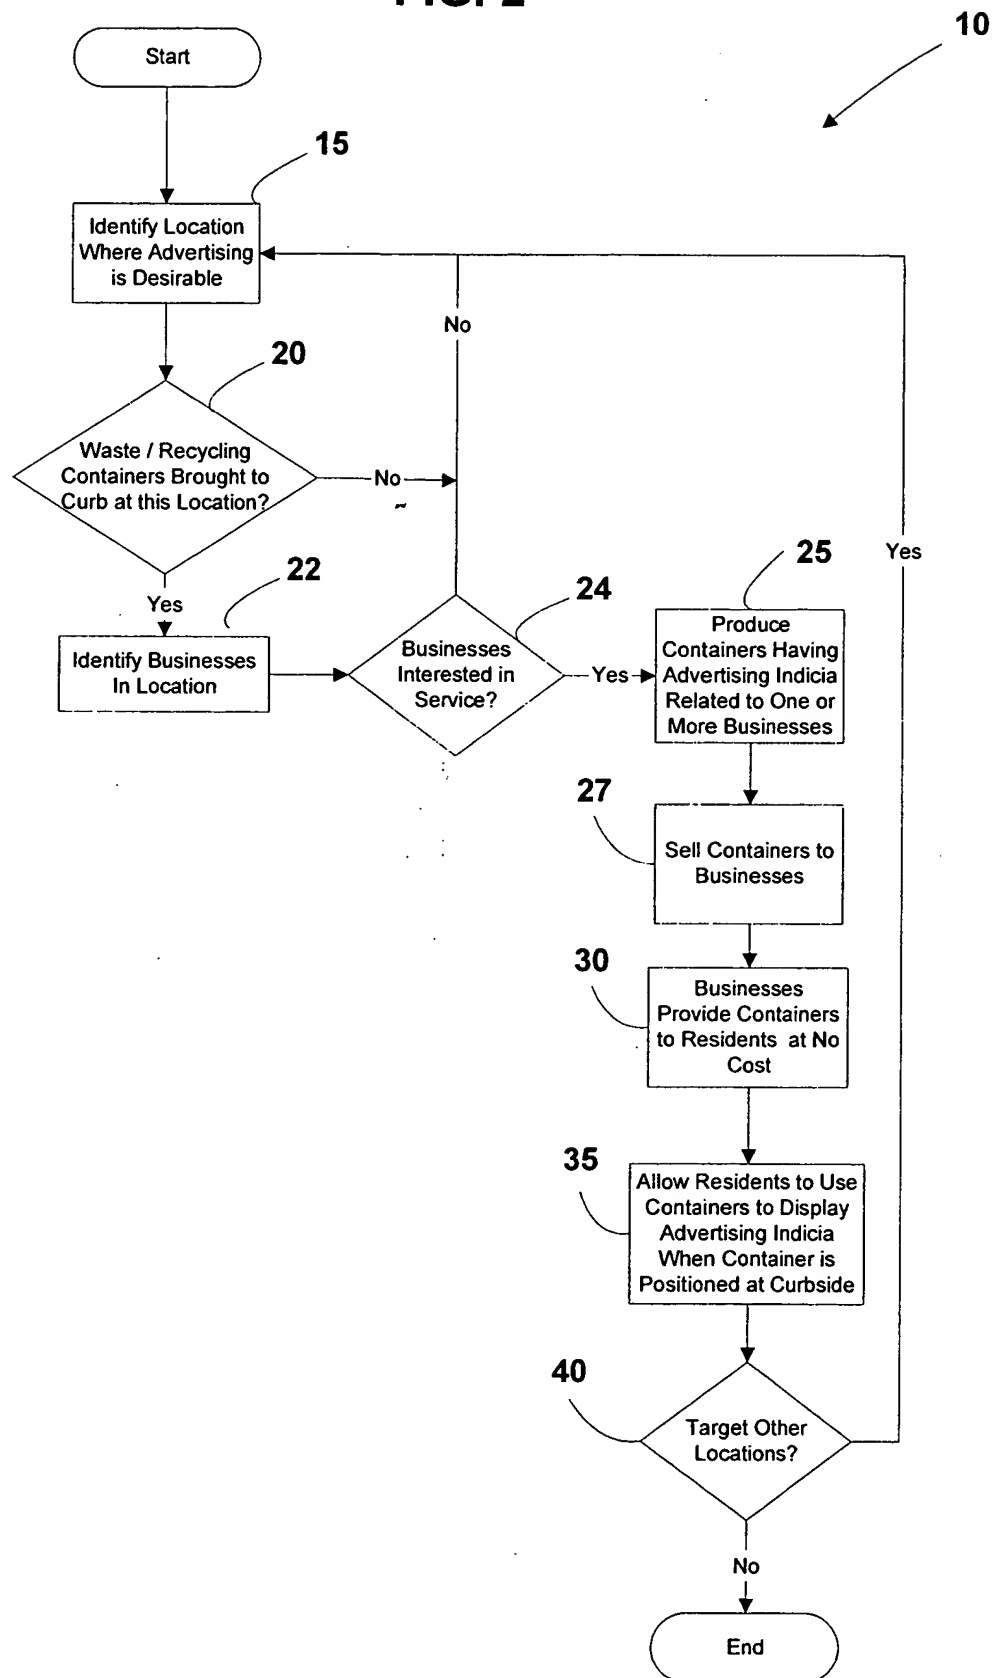 FIG. 2
10
Start
15
Identify Location
Where Advertising
is Desirable
No
20
Waste / Recycling
Containers Brought to
Curb at this Location?
No
Yes
22
Identify Businesses
In Location
24
Businesses
Interested in
Service?
Yes
25
Produce
Containers Having
Advertising Indicia
Related to One or
More Businesses
Yes
27
Sell Containers to
Businesses
30
Businesses
Provide Containers
to Residents at No
Cost
35
Allow Residents to Use
Containers to Display
Advertising Indicia
When Container is
Positioned at Curbside
40
Target Other
Locations?
No
End